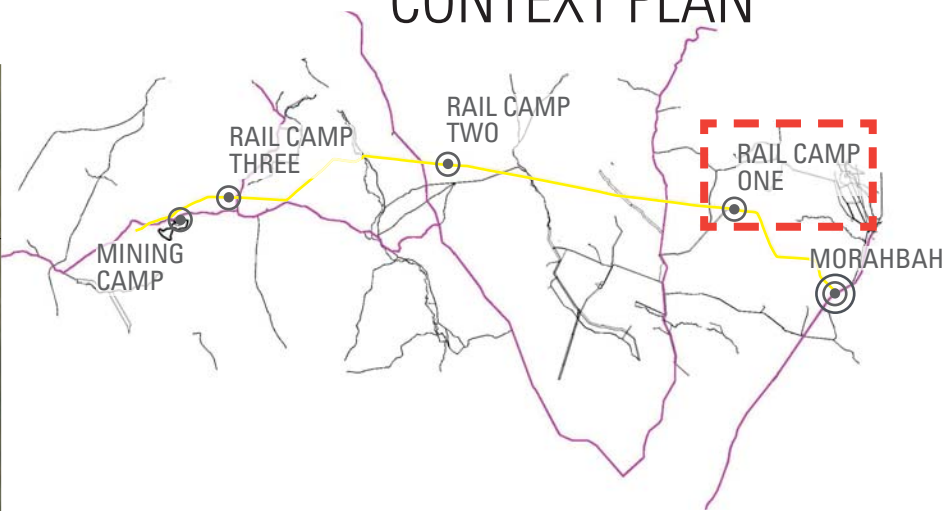 CONTEXT PLAN
RAIL CAMP
TWO
RAIL CAMP
THREE
RAIL CAMP
ONE
MINING
CAMP
MORAHBAH